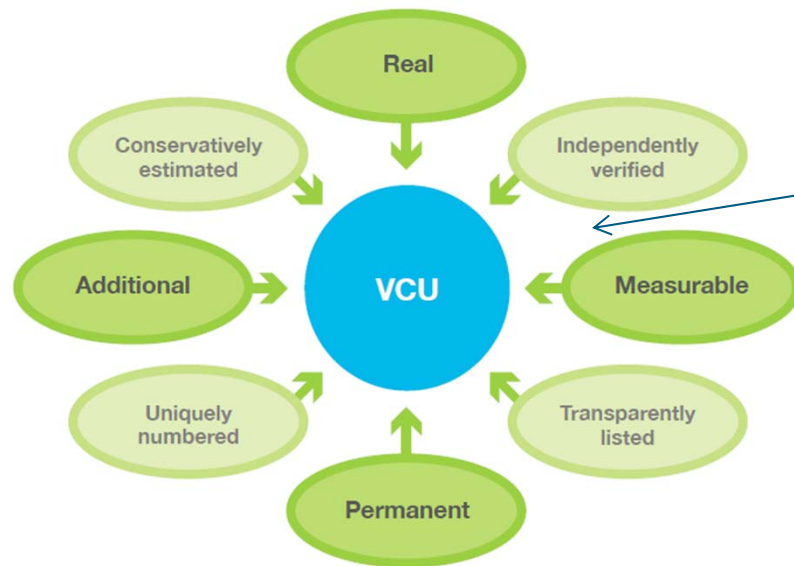 Real
Conservatively
estimated
Independently
verified
Additional
VCU
Measurable
Uniquely
numbered
Transparently
listed
Permanent